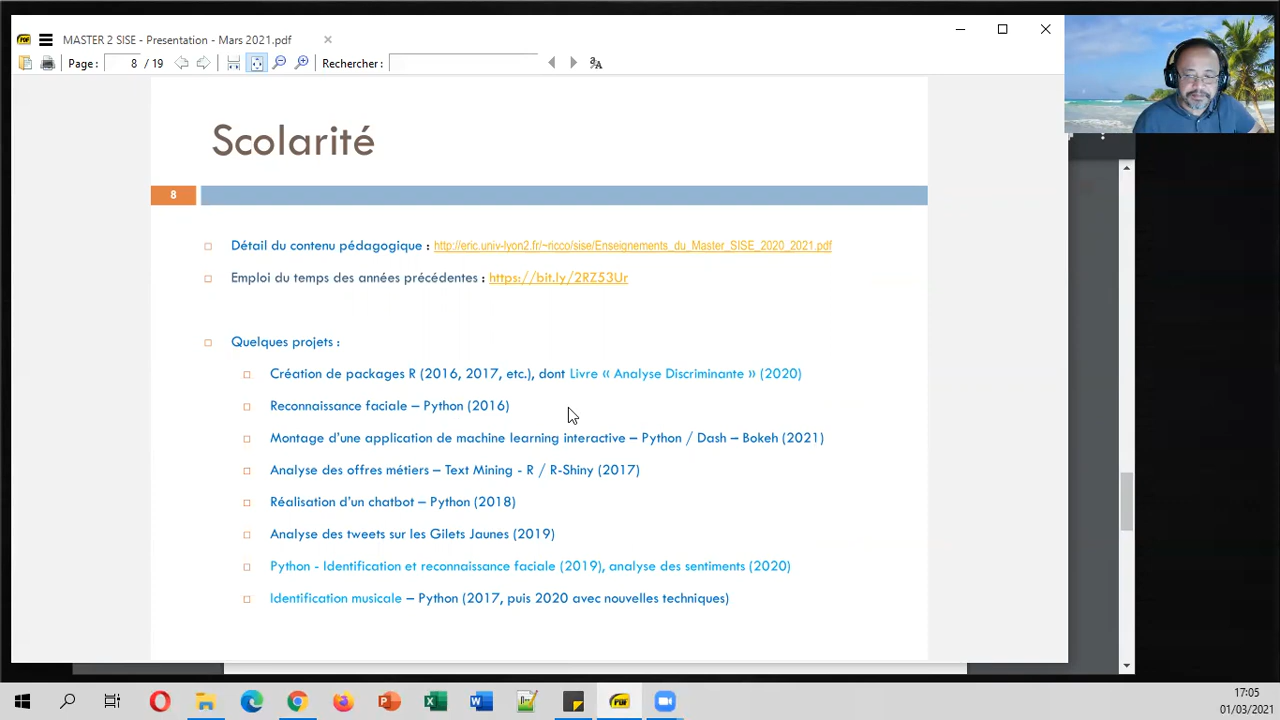 MASTER 2 SISE - Presentation - Mars 2021.pdf
Page : 8 / 19 Rechercher :
Scolarité
8
Détail du contenu pédagogique : http://eric.univ-lyon2.fr/~ricco/sise/Enseignements_du_Master_SISE_2020_2021.pdf
Emploi du temps des années précédentes : https://bit.ly/2RZ53Ur
Quelques projets :
Création de packages R (2016, 2017, etc.), dont Livre « Analyse Discriminante » (2020)
Reconnaissance faciale – Python (2016)
Montage d'une application de machine learning interactive – Python / Dash – Bokeh (2021)
Analyse des offres métiers – Text Mining - R / R-Shiny (2017)
Réalisation d'un chatbot – Python (2018)
Analyse des tweets sur les Gilets Jaunes (2019)
Python - Identification et reconnaissance faciale (2019), analyse des sentiments (2020)
Identification musicale – Python (2017, puis 2020 avec nouvelles techniques)
17:05
01/03/2021